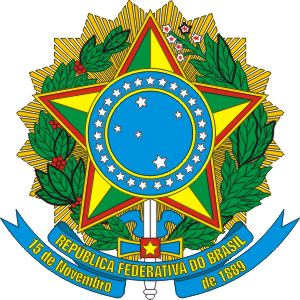 REPÚBLICA FEDERATIVA DO BRASIL
15 de Novembro
de 1889